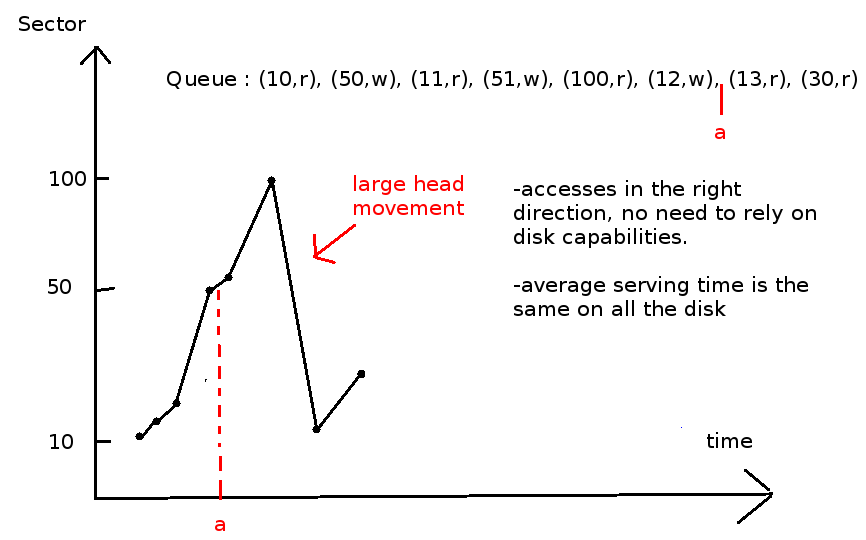 Sector
Queue : (10,r), (50,w), (11,r), (51,w), (100,r), (12,w), (13,r), (30,r)
a
100
large head
movement
-accesses in the right
direction, no need to rely on
disk capabilities.
50
-average serving time is the
same on all the disk
10
time
a